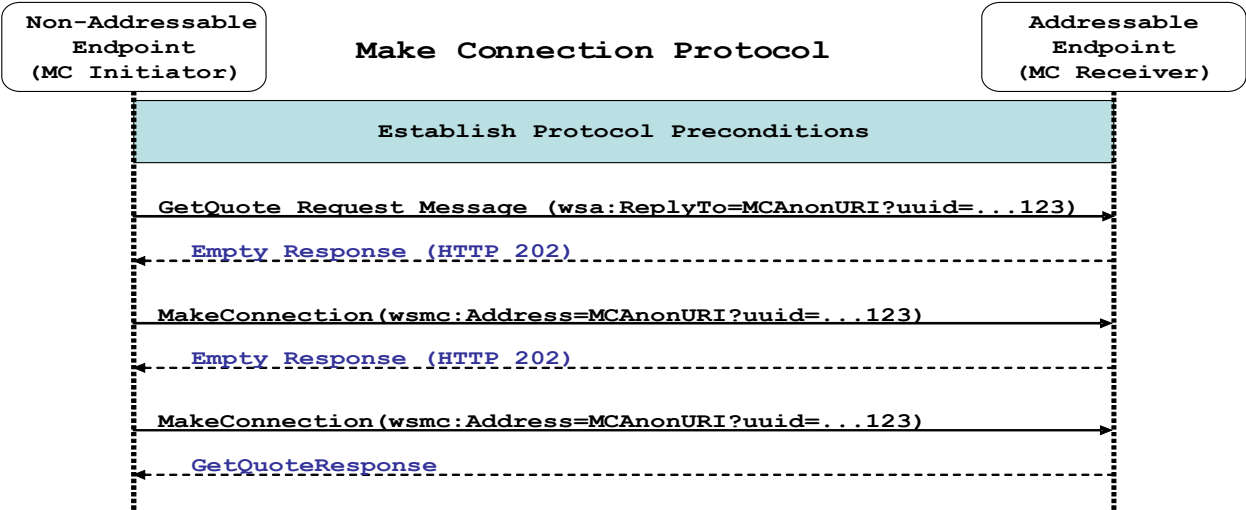 Non-Addressable
Endpoint
(MC Initiator)
Make Connection Protocol
Addressable
Endpoint
(MC Receiver)
Establish Protocol Preconditions
GetQuote Request Message (wsa:ReplyTo=MCAnonURI?uuid=...123)
Empty Response (HTTP 202)
MakeConnection(wsmc:Address=MCAnonURI?uuid=...123)
Empty Response (HTTP 202)
MakeConnection(wsmc:Address=MCAnonURI?uuid=...123)
GetQuoteResponse